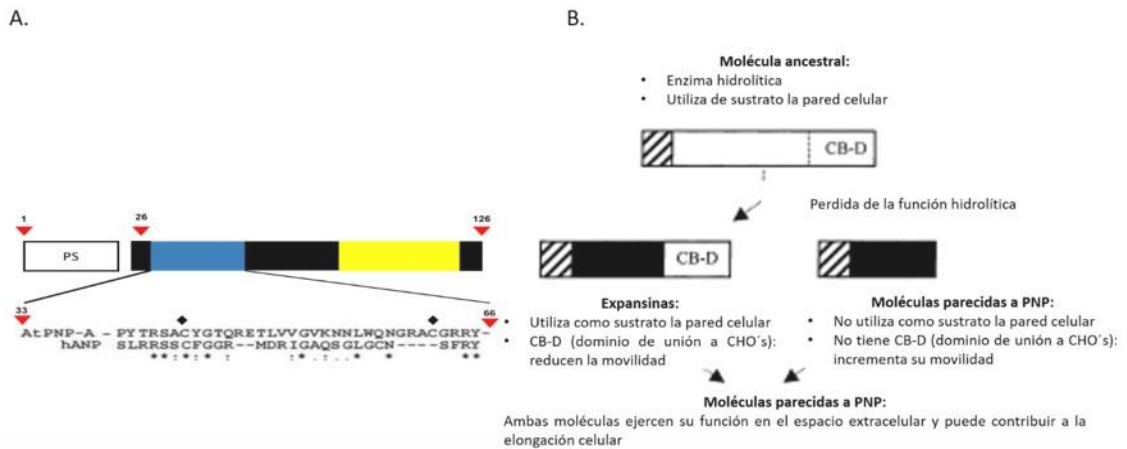 A.
1
26
126
PS
33
66
AtPNP-A - PYTRSACYGTQRETLVVGVKNNLWQNGRACGRRY-
hANP SLRRSSCFGGR--MDRIGAQSGLGCN----SFRY
B.
Molécula ancestral:
• Enzima hidrolítica
• Utiliza de sustrato la pared celular
CB-D
Perdida de la función hidrolítica
CB-D
Expansinas:
• Utiliza como sustrato la pared celular
• CB-D (dominio de unión a CHO´s):
reducen la movilidad
Moléculas parecidas a PNP:
• No utiliza como sustrato la pared celular
• No tiene CB-D (dominio de unión a CHO´s):
incrementa su movilidad
Moléculas parecidas a PNP:
Ambas moléculas ejercen su función en el espacio extracelular y puede contribuir a la
elongación celular